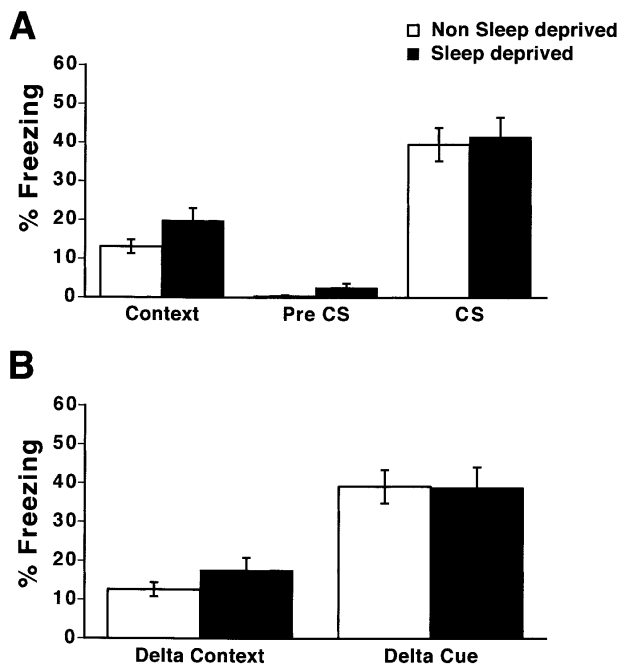 A
Non Sleep deprived
Sleep deprived
60
50
40
30
20
10
0
% Freezing
Context Pre CS CS
B
60
50
40
30
20
10
0
% Freezing
Delta Context Delta Cue